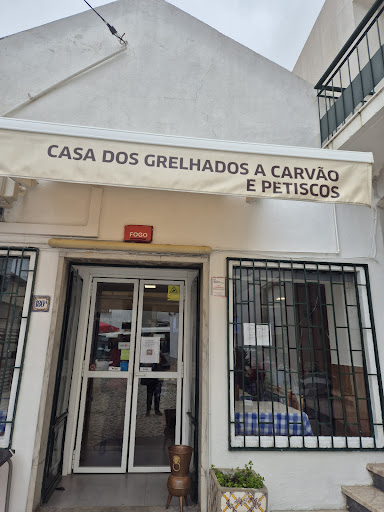 CASA DOS GRELHADOS A CARVÃO
E PETISCOS
FOGO